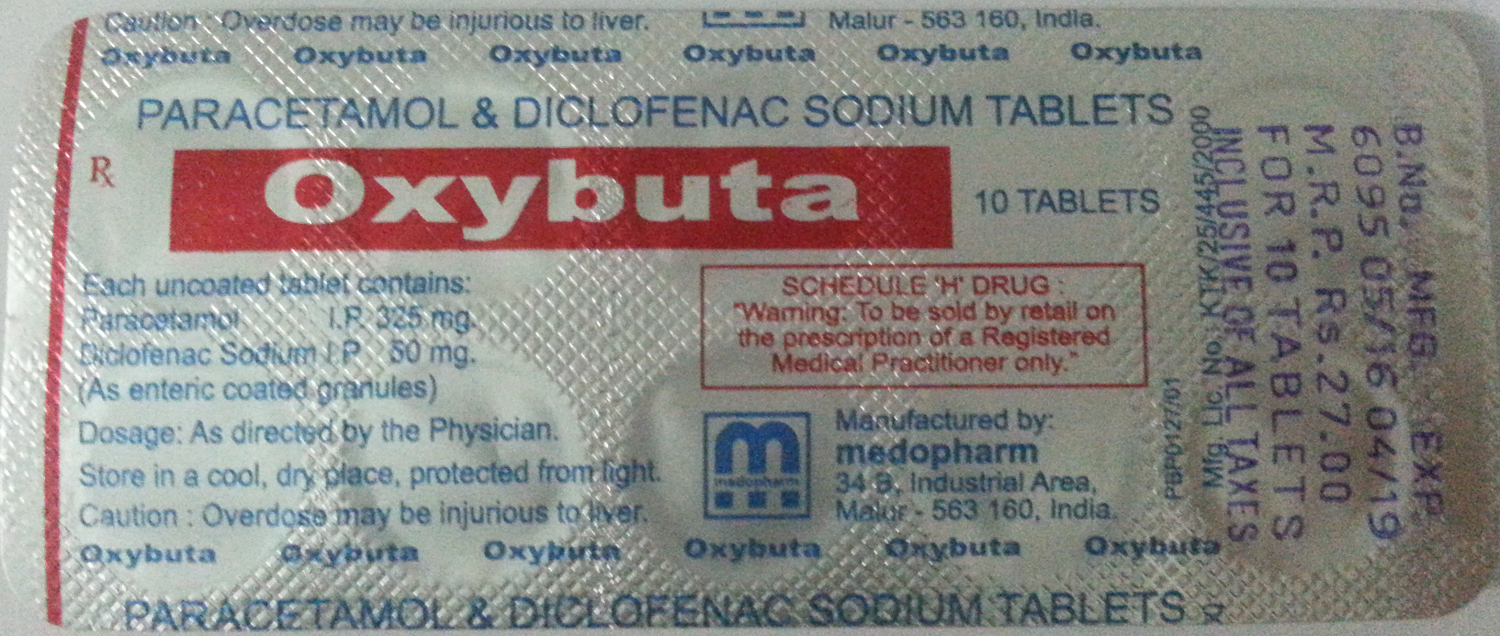 Caution : Overdose may be injurious to liver.
Malur - 563 160, India.
Oxybuta Oxybuta Oxybuta Oxybuta Oxybuta Oxybuta
PARACETAMOL & DICLOFENAC SODIUM TABLETS
Rx
Oxybuta
10 TABLETS
Each uncoated tablet contains:
Paracetamol I.P. 325 mg.
Diclofenac Sodium I.P. 50 mg.
(As enteric coated granules)
Dosage: As directed by the Physician.
Store in a cool, dry place, protected from light.
Caution : Overdose may be injurious to liver.
SCHEDULE 'H' DRUG :
"Warning: To be sold by retail on
the prescription of a Registered
Medical Practitioner only."
m
medopharm
Manufactured by:
medopharm
34 B, Industrial Area,
Malur - 563 160, India.
PBP0127/01
Mfg. Lic. No.: KTK/25/445/2000
B.No. MFG. EXP.
6095 05/16 04/19
M.R.P. Rs.27.00
FOR 10 TABLETS
INCLUSIVE OF ALL TAXES
Oxybuta Oxybuta Oxybuta Oxybuta Oxybuta Oxybuta
PARACETAMOL & DICLOFENAC SODIUM TABLETS